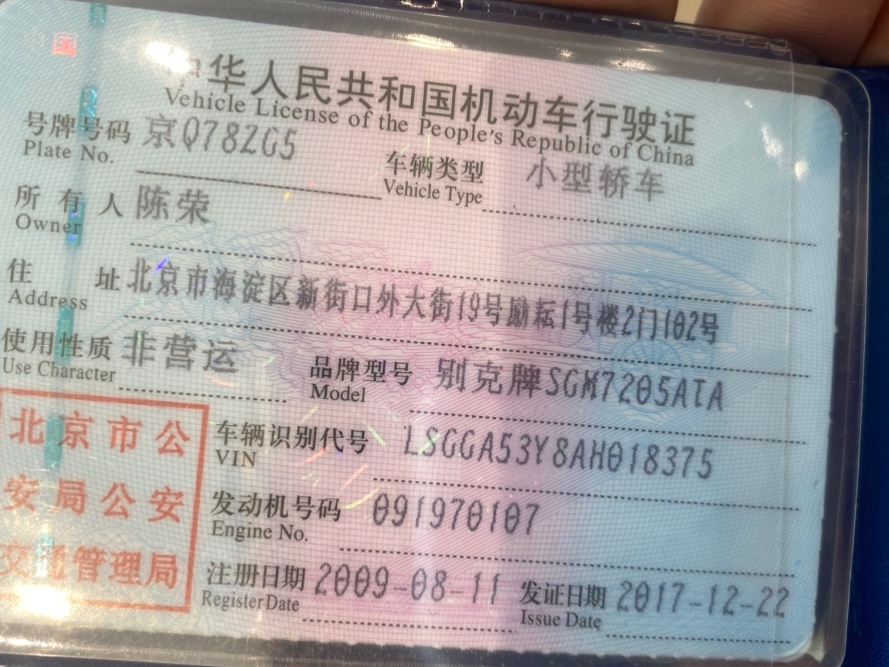 中华人民共和国机动车行驶证
Vehicle License of the People's Republic of China
号牌号码 京Q78ZG5 车辆类型 小型轿车
Plate No. Vehicle Type
所有人 陈荣
Owner
住址 北京市海淀区新街口外大街19号励耘1号楼2门102号
Address
使用性质 非营运 品牌型号 别克牌SGM7205ATA
Use Character Model
车辆识别代号 LSGGA53Y8AH018375
VIN
发动机号码 091970107
Engine No.
注册日期 2009-08-11 发证日期 2017-12-22
Register Date Issue Date
北京市公
安局公安
交通管理局